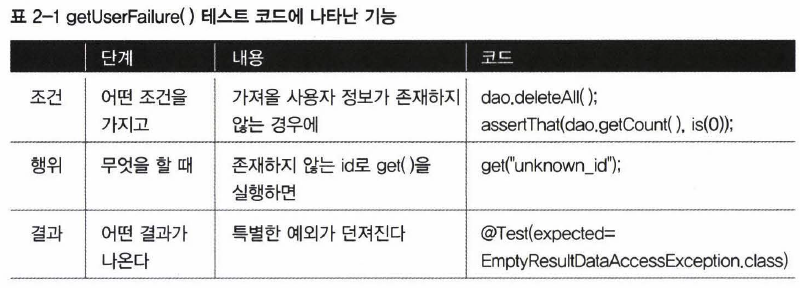 표 2-1 getUserFailure( ) 테스트 코드에 나타난 기능
단계 내용 코드
조건 어떤 조건을 가져올 사용자 정보가 존재하지 dao.deleteAll( );
가지고 않는 경우에 assertThat(dao.getCount( ), is(0));
행위 무엇을 할 때 존재하지 않는 id로 get( )을 get("unknown_id");
실행하면
결과 어떤 결과가 특별한 예외가 던져진다 @Test(expected=
나온다 EmptyResultDataAccessException.class)